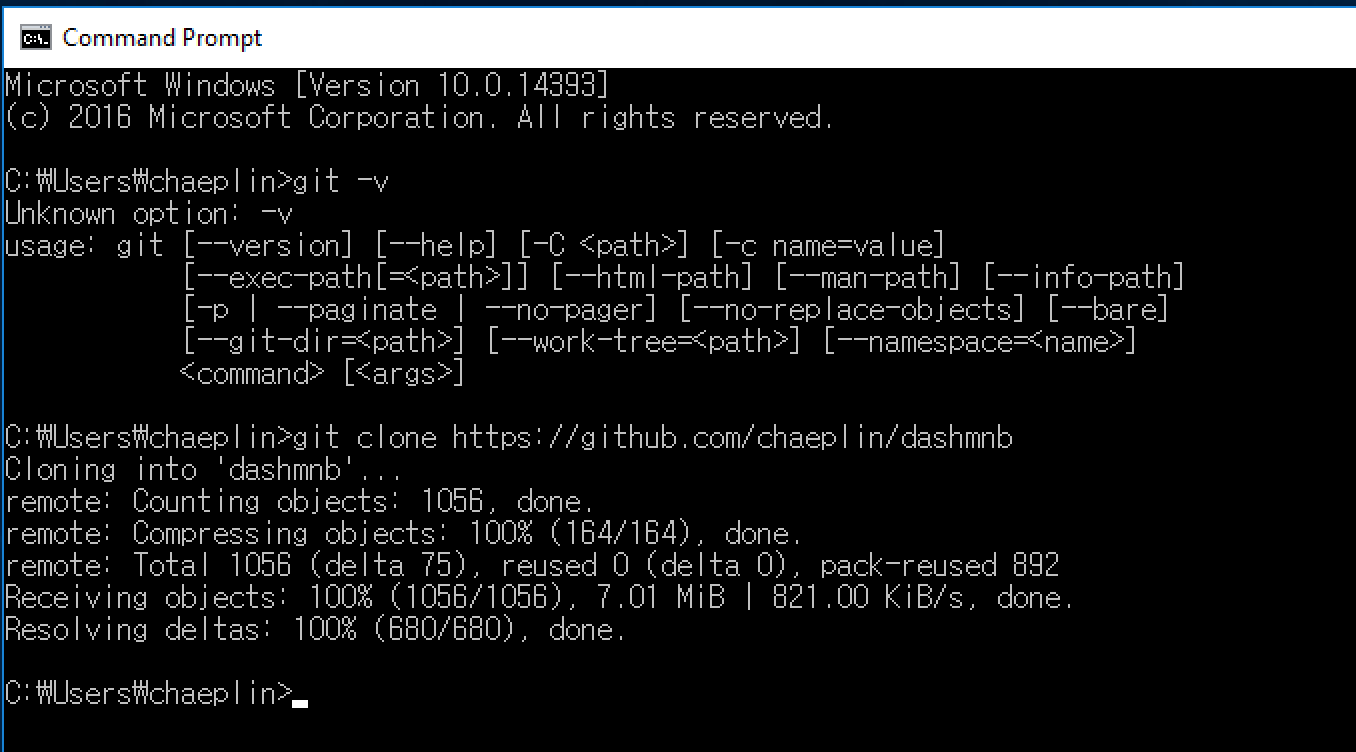 Command Prompt
Microsoft Windows [Version 10.0.14393]
(c) 2016 Microsoft Corporation. All rights reserved.
C:₩Users₩chaeplin>git -v
Unknown option: -v
usage: git [--version] [--help] [-C <path>] [-c name=value]
           [--exec-path[=<path>]] [--html-path] [--man-path] [--info-path]
           [-p | --paginate | --no-pager] [--no-replace-objects] [--bare]
           [--git-dir=<path>] [--work-tree=<path>] [--namespace=<name>]
           <command> [<args>]
C:₩Users₩chaeplin>git clone https://github.com/chaeplin/dashmnb
Cloning into 'dashmnb'...
remote: Counting objects: 1056, done.
remote: Compressing objects: 100% (164/164), done.
remote: Total 1056 (delta 75), reused 0 (delta 0), pack-reused 892
Receiving objects: 100% (1056/1056), 7.01 MiB | 821.00 KiB/s, done.
Resolving deltas: 100% (680/680), done.
C:₩Users₩chaeplin>